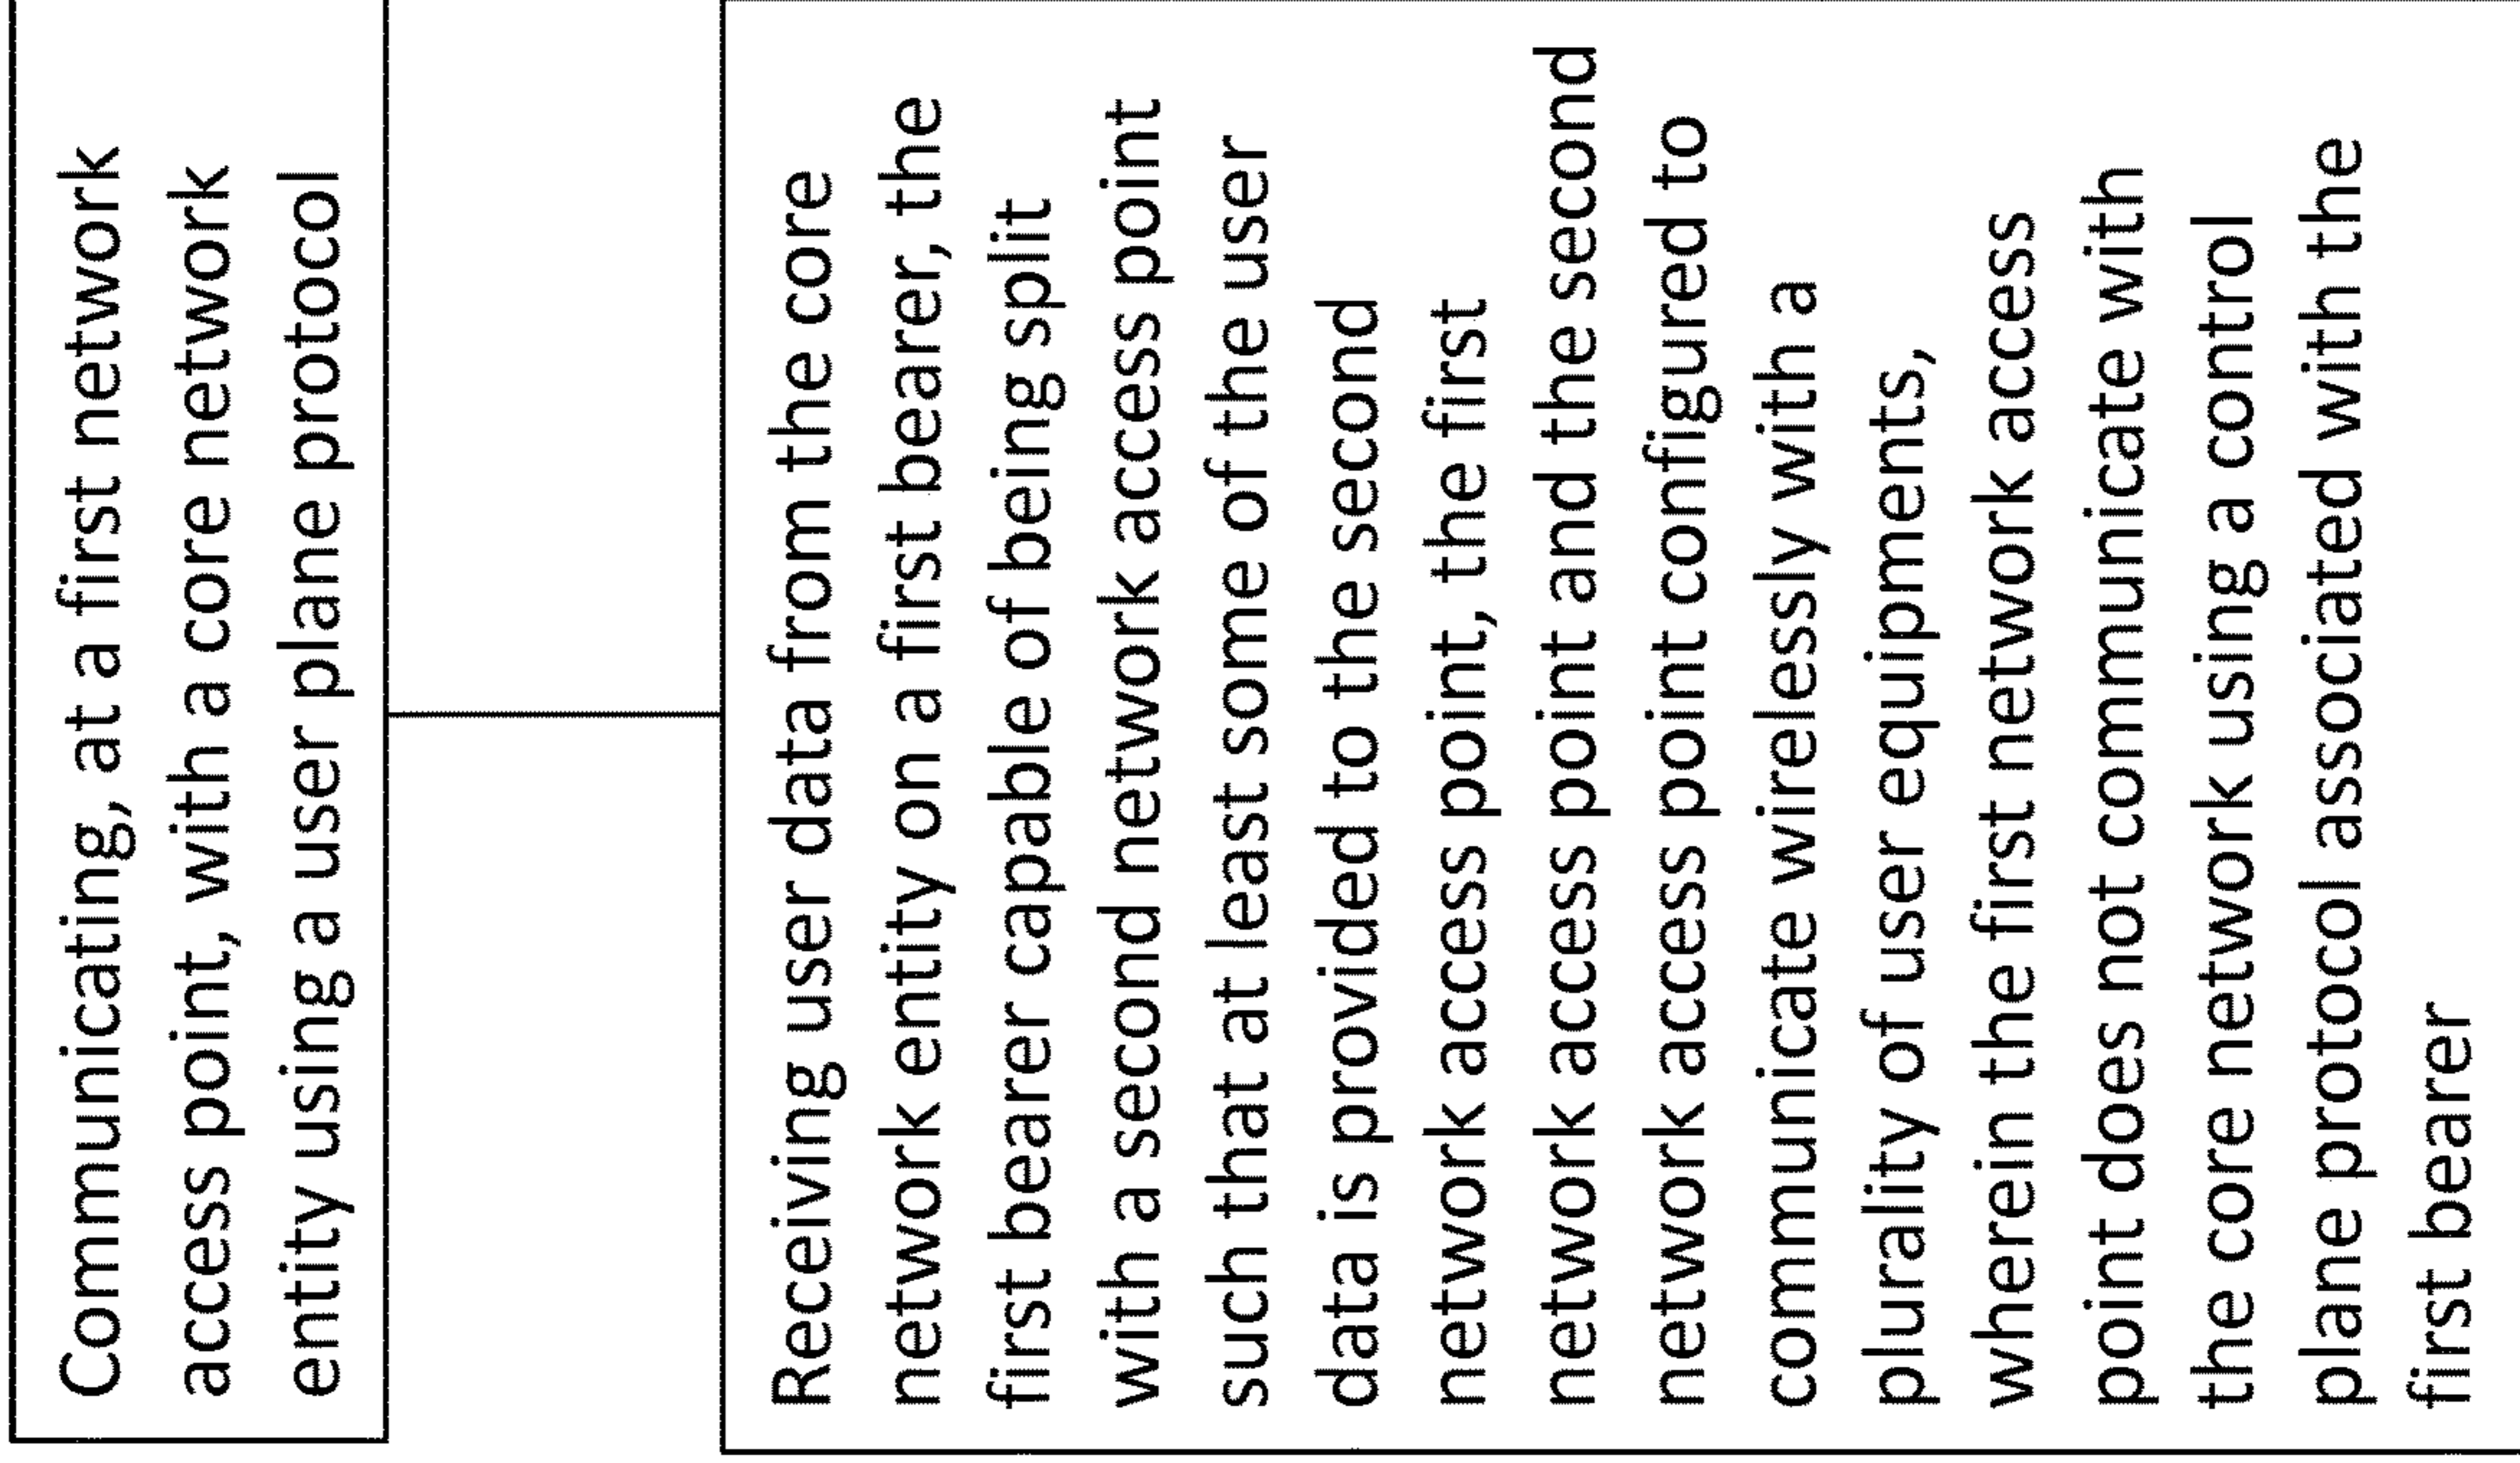 Communicating, at a first network
access point, with a core network
entity using a user plane protocol
Receiving user data from the core
network entity on a first bearer, the
first bearer capable of being split
with a second network access point
such that at least some of the user
data is provided to the second
network access point, the first
network access point and the second
network access point configured to
communicate wirelessly with a
plurality of user equipments,
wherein the first network access
point does not communicate with
the core network using a control
plane protocol associated with the
first bearer